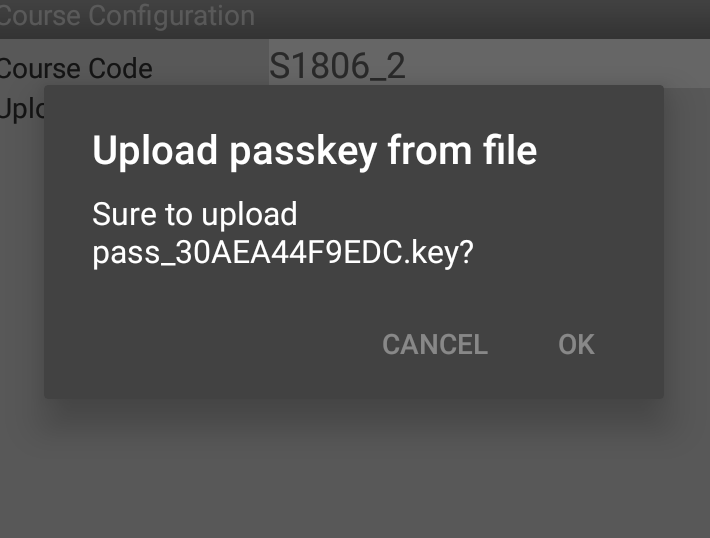 Course Configuration
Course Code S1806_2
Uplo
Upload passkey from file
Sure to upload
pass_30AEA44F9EDC.key?
CANCEL OK